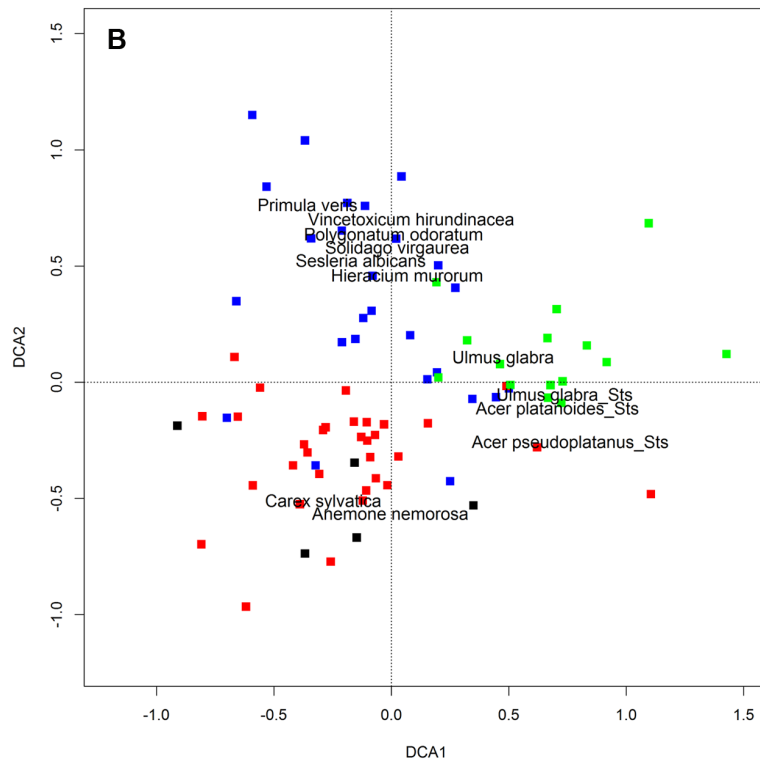 B
1.5
1.0
0.5
0.0
-0.5
-1.0
DCA2
Primula veris
Vincetoxicum hirundinacea
Polygonatum odoratum
Solidago virgaurea
Sesleria albicans
Hieracium murorum
Ulmus glabra
Ulmus glabra_Sts
Acer platanoides_Sts
Acer pseudoplatanus_Sts
Carex sylvatica
Anemone nemorosa
-1.0 -0.5 0.0 0.5 1.0 1.5
DCA1